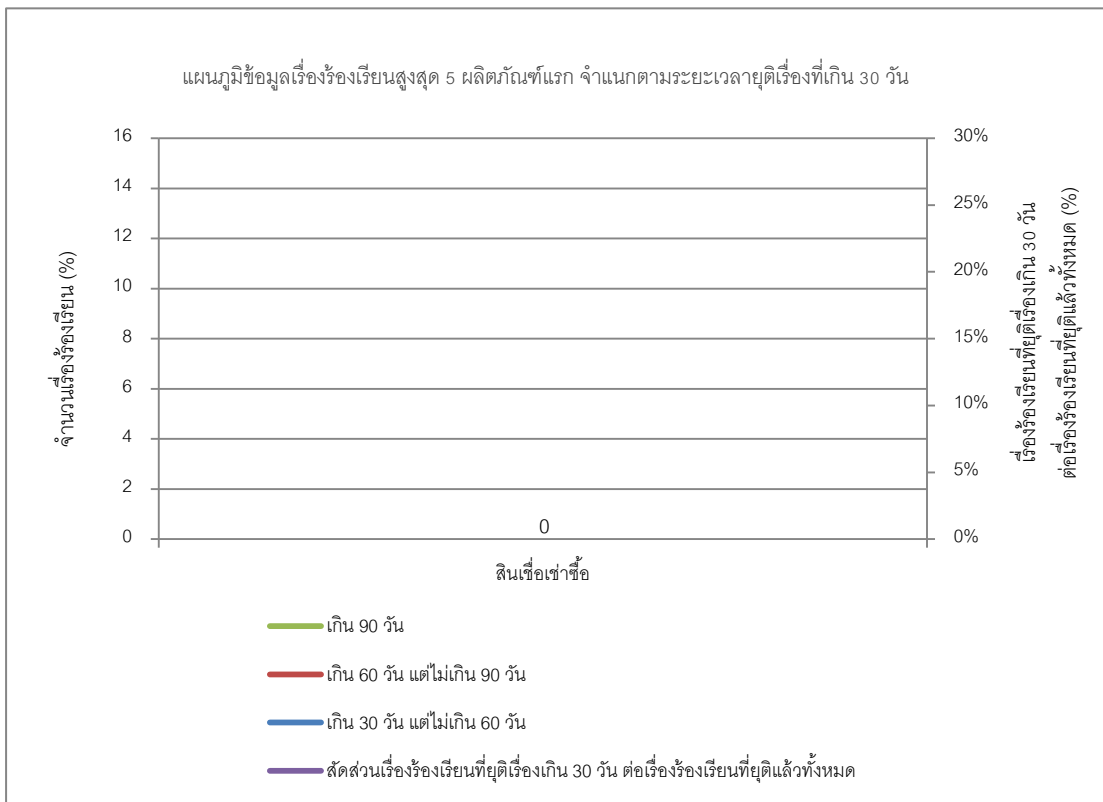 แผนภูมิข้อมูลเรื่องร้องเรียนสูงสุด 5 ผลิตภัณฑ์แรก จำแนกตามระยะเวลายุติเรื่องที่เกิน 30 วัน
จำนวนเรื่องร้องเรียน (%)
16
14
12
10
8
6
4
2
0
0
30%
25%
20%
15%
10%
5%
0%
เรื่องร้องเรียนที่ยุติเรื่องเกิน 30 วัน
ต่อเรื่องร้องเรียนที่ยุติแล้วทั้งหมด (%)
สินเชื่อเช่าซื้อ
เกิน 90 วัน
เกิน 60 วัน แต่ไม่เกิน 90 วัน
เกิน 30 วัน แต่ไม่เกิน 60 วัน
สัดส่วนเรื่องร้องเรียนที่ยุติเรื่องเกิน 30 วัน ต่อเรื่องร้องเรียนที่ยุติแล้วทั้งหมด